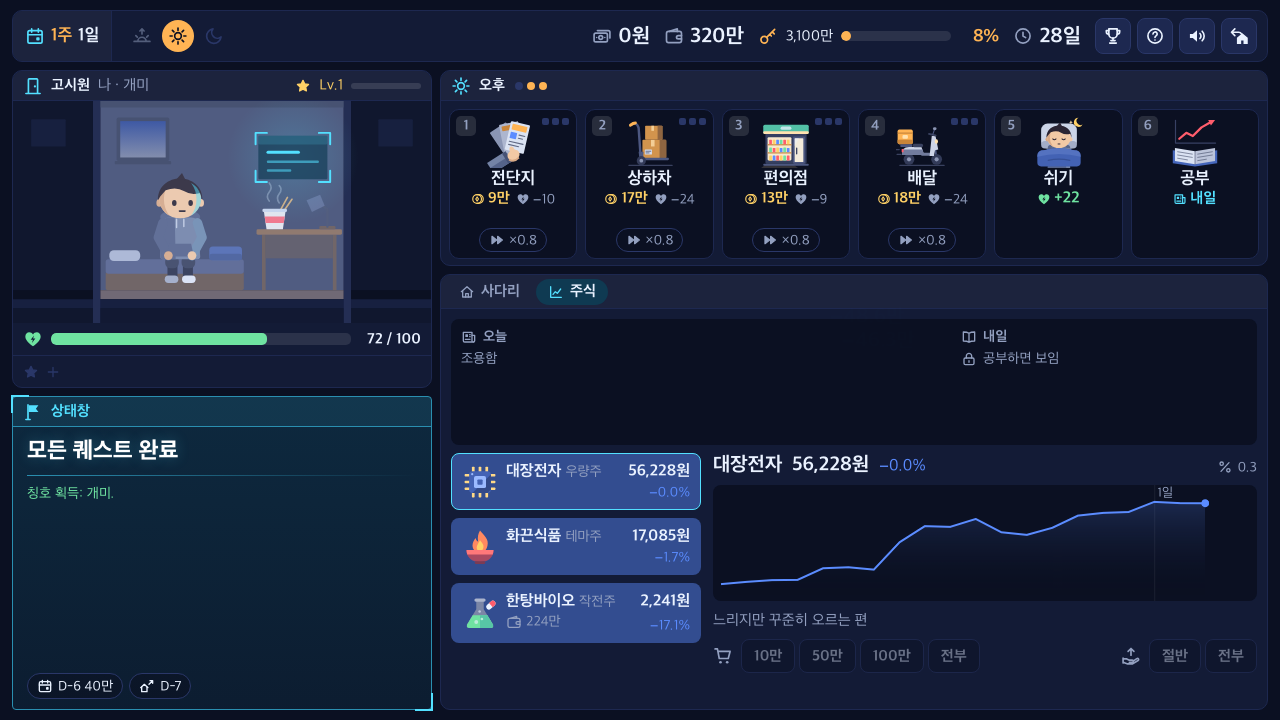 1주 1일
0원
320만
3,100만
8%
28일
고시원 나 · 개미
Lv.1
72 / 100
상태창
모든 퀘스트 완료
칭호 획득: 개미.
D-6 40만
D-7
오후
1
전단지
9만 −10
×0.8
2
상하차
17만 −24
×0.8
3
편의점
13만 −9
×0.8
4
배달
18만 −24
×0.8
5
쉬기
+22
6
공부
내일
사다리
주식
오늘
조용함
내일
공부하면 보임
대장전자 우량주 56,228원
−0.0%
화끈식품 테마주 17,085원
−1.7%
한탕바이오 작전주 2,241원
224만 −17.1%
대장전자 56,228원 −0.0%
% 0.3
1일
느리지만 꾸준히 오르는 편
10만
50만
100만
전부
절반
전부